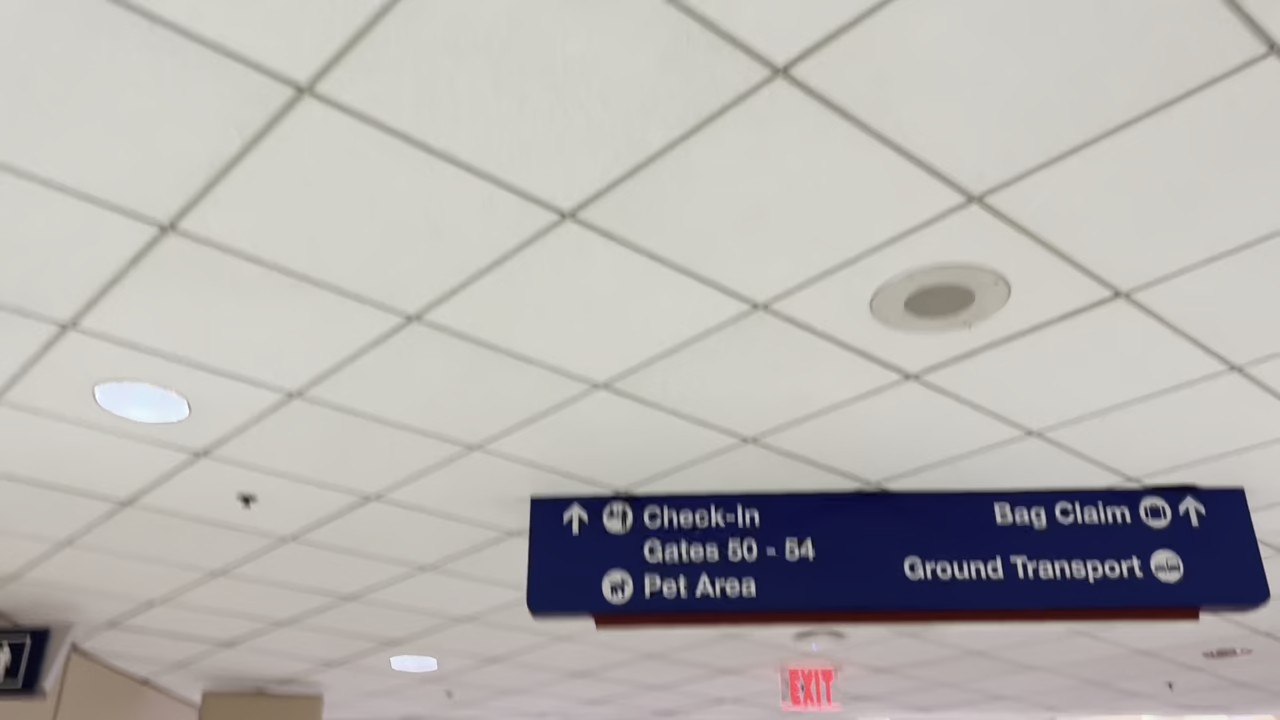 Check-In
Gates 50 - 54
Pet Area
Bag Claim
Ground Transport
EXIT